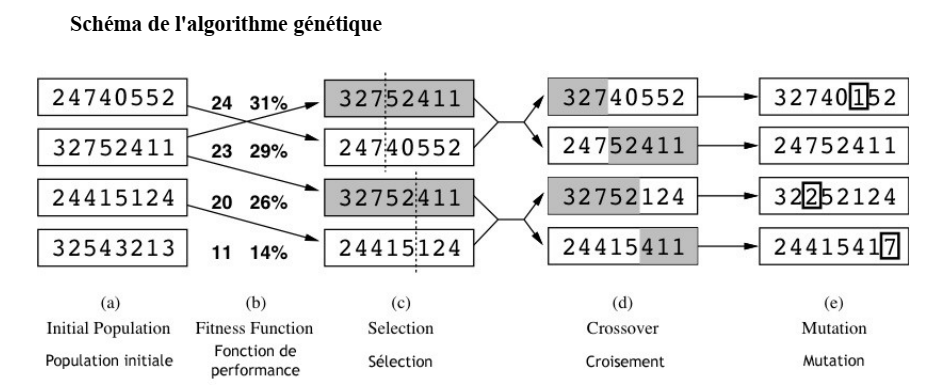 Schéma de l'algorithme génétique
24740552 24 31% 32752411 32740552 32740152
32752411 23 29% 24740552 24752411 24752411
24415124 20 26% 32752411 32752124 32252124
32543213 11 14% 24415124 24415411 24415417
(a) (b) (c) (d) (e)
Initial Population Fitness Function Selection Crossover Mutation
Population initiale Fonction de performance Sélection Croisement Mutation